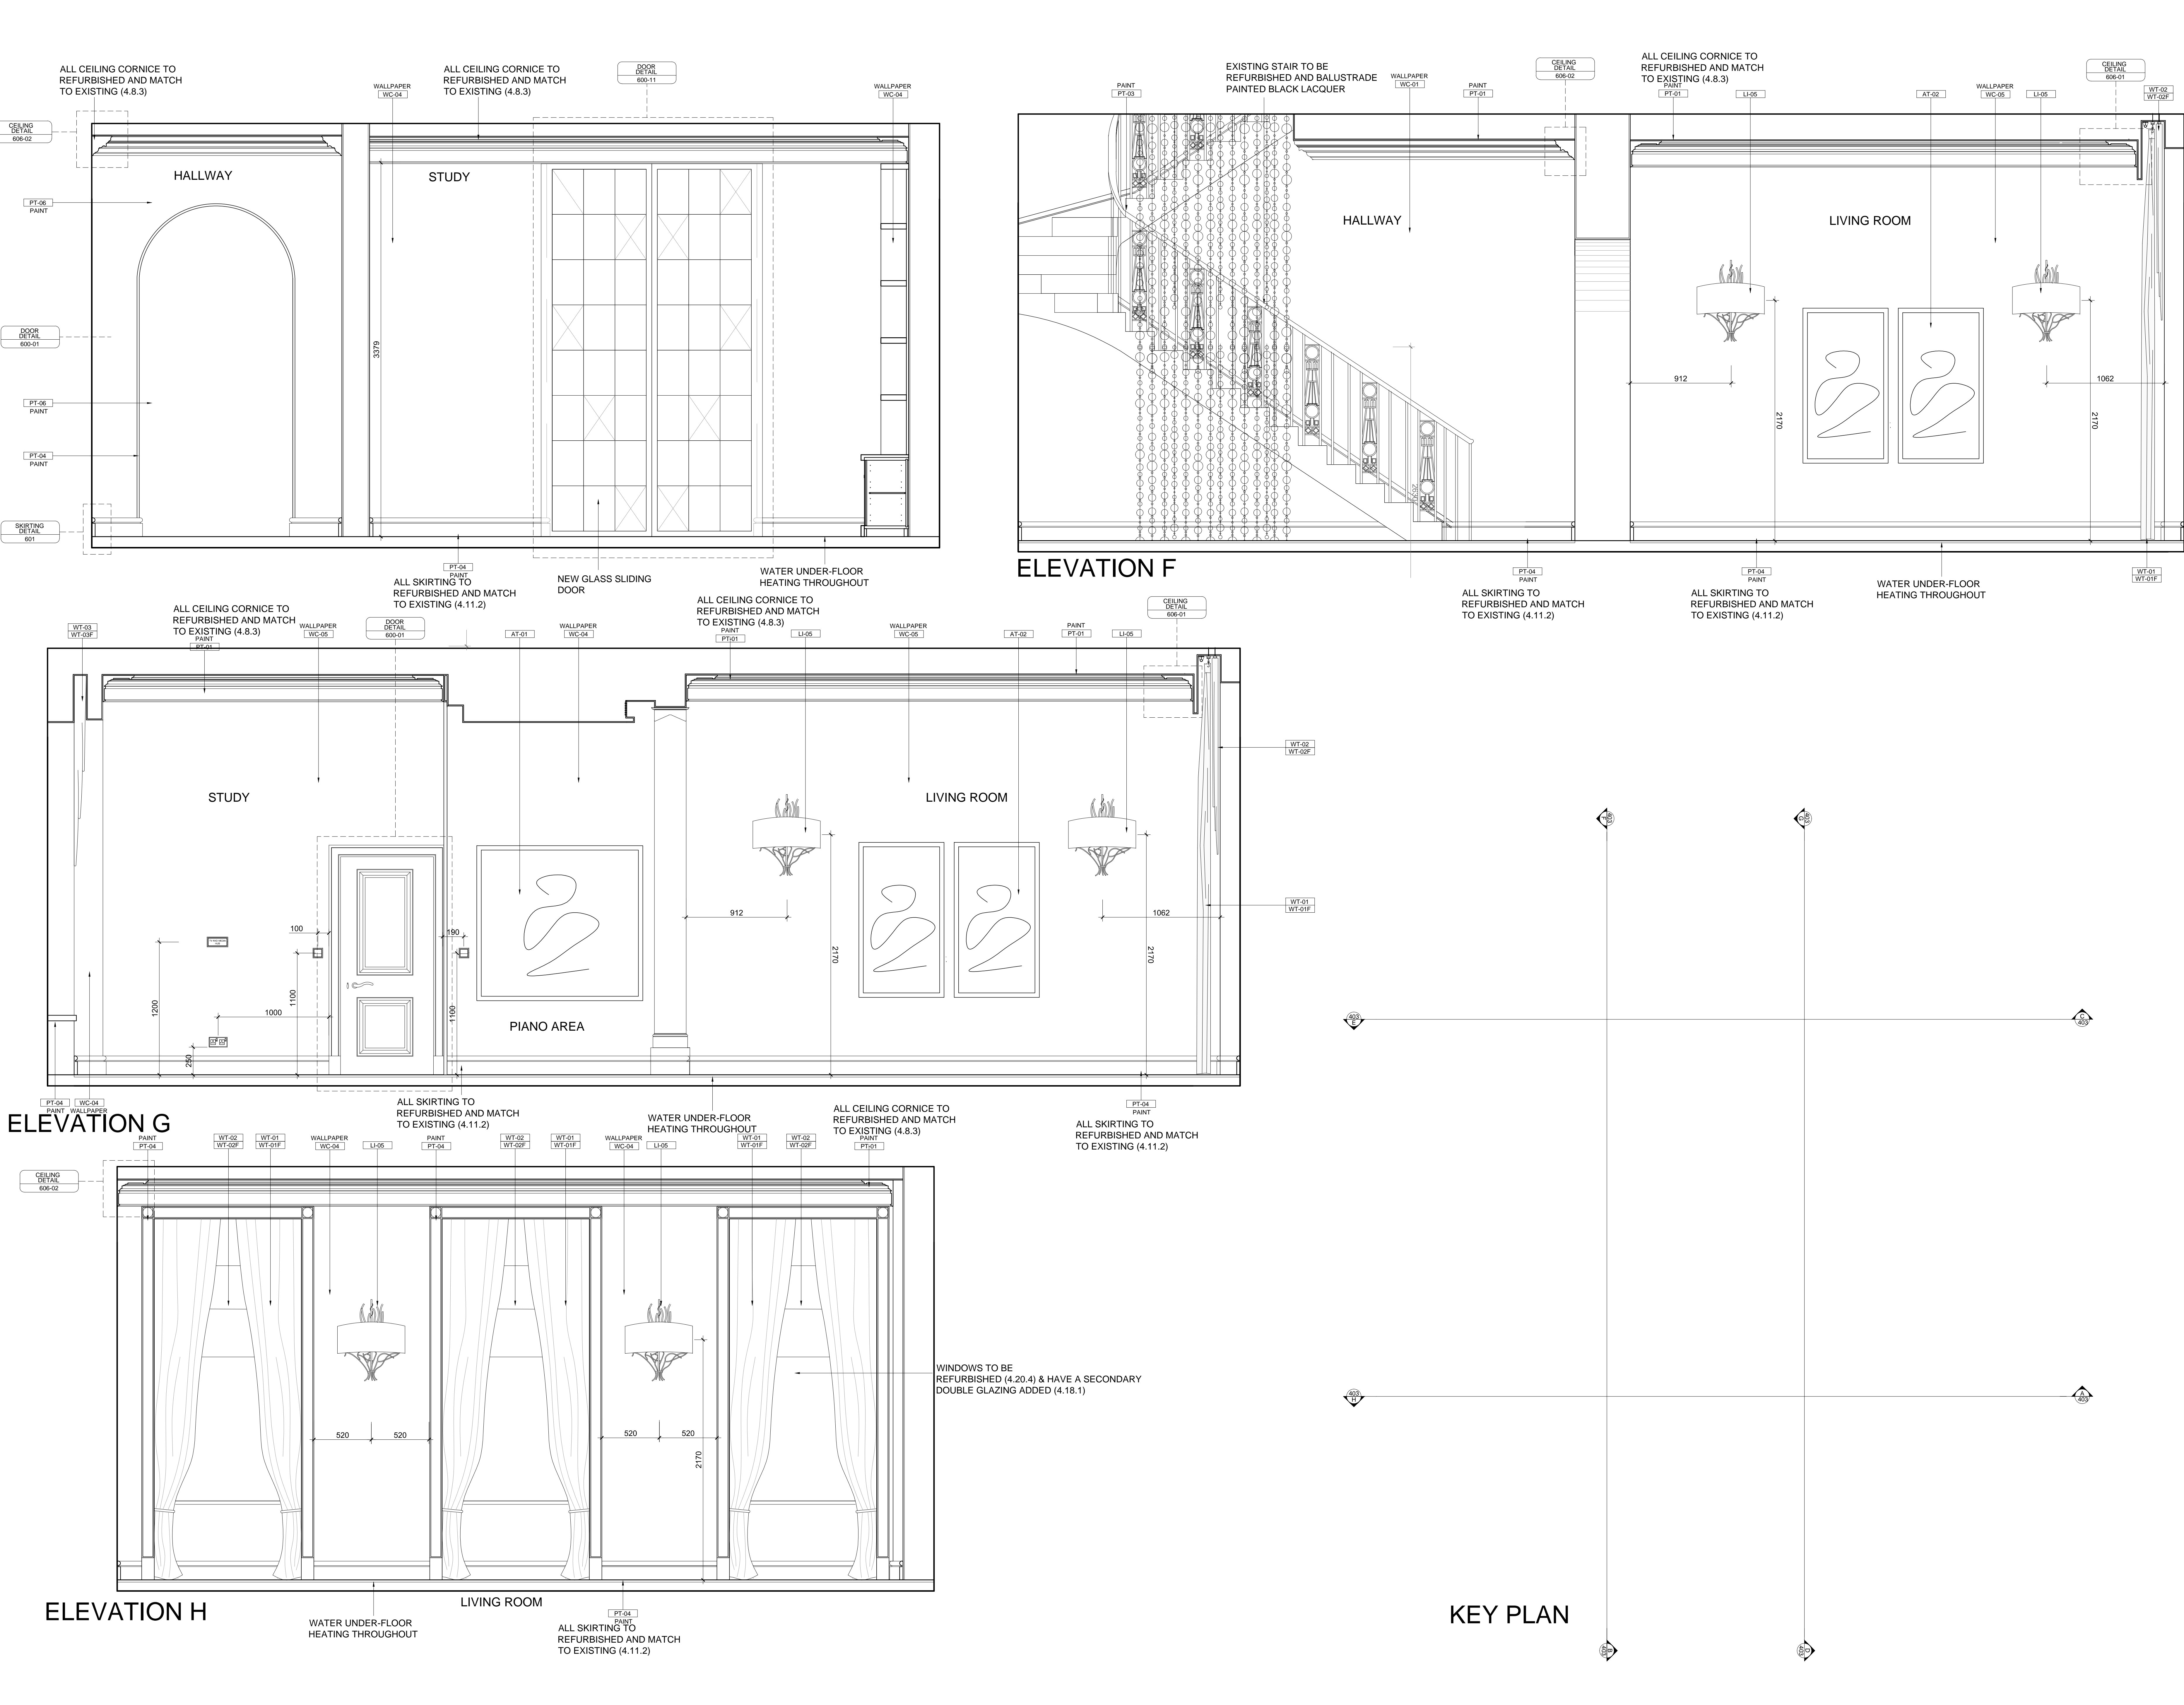 ALL CEILING CORNICE TO
REFURBISHED AND MATCH
TO EXISTING (4.8.3)
CEILING
DETAIL
606-02
WALLPAPER
WC-04
ALL CEILING CORNICE TO
REFURBISHED AND MATCH
TO EXISTING (4.8.3)
DOOR
DETAIL
600-11
WALLPAPER
WC-04
HALLWAY
STUDY
PT-06
PAINT
DOOR
DETAIL
600-01
3379
PT-06
PAINT
PT-04
PAINT
SKIRTING
DETAIL
601
PT-04
PAINT
ALL SKIRTING TO
REFURBISHED AND MATCH
TO EXISTING (4.11.2)
NEW GLASS SLIDING
DOOR
WATER UNDER-FLOOR
HEATING THROUGHOUT
PAINT
PT-03
EXISTING STAIR TO BE
REFURBISHED AND BALUSTRADE
PAINTED BLACK LACQUER
WALLPAPER
WC-01
PAINT
PT-01
CEILING
DETAIL
606-02
ALL CEILING CORNICE TO
REFURBISHED AND MATCH
TO EXISTING (4.8.3)
PAINT
PT-01
LI-05
AT-02
WALLPAPER
WC-05
LI-05
CEILING
DETAIL
606-01
WT-02
WT-02F
HALLWAY
LIVING ROOM
912
2170
1062
2170
ELEVATION F
PT-04
PAINT
ALL SKIRTING TO
REFURBISHED AND MATCH
TO EXISTING (4.11.2)
PT-04
PAINT
ALL SKIRTING TO
REFURBISHED AND MATCH
TO EXISTING (4.11.2)
WATER UNDER-FLOOR
HEATING THROUGHOUT
WT-01
WT-01F
WT-03
WT-03F
ALL CEILING CORNICE TO
REFURBISHED AND MATCH
TO EXISTING (4.8.3)
PAINT
PT-01
WALLPAPER
WC-05
DOOR
DETAIL
600-01
AT-01
WALLPAPER
WC-04
ALL CEILING CORNICE TO
REFURBISHED AND MATCH
TO EXISTING (4.8.3)
PAINT
PT-01
LI-05
WALLPAPER
WC-05
AT-02
PAINT
PT-01
LI-05
CEILING
DETAIL
606-01
WT-02
WT-02F
STUDY
LIVING ROOM
WT-01
WT-01F
100
190
912
1062
2170
2170
1200
1000
1100
1100
250
PIANO AREA
PT-04
PAINT
WC-04
WALLPAPER
ELEVATION G
ALL SKIRTING TO
REFURBISHED AND MATCH
TO EXISTING (4.11.2)
WATER UNDER-FLOOR
HEATING THROUGHOUT
ALL CEILING CORNICE TO
REFURBISHED AND MATCH
TO EXISTING (4.8.3)
PT-04
PAINT
ALL SKIRTING TO
REFURBISHED AND MATCH
TO EXISTING (4.11.2)
PAINT
PT-04
WT-02
WT-02F
WT-01
WT-01F
WALLPAPER
WC-04
LI-05
PAINT
PT-04
WT-02
WT-02F
WT-01
WT-01F
WALLPAPER
WC-04
LI-05
WT-01
WT-01F
WT-02
WT-02F
PAINT
PT-01
CEILING
DETAIL
606-02
WINDOWS TO BE
REFURBISHED (4.20.4) & HAVE A SECONDARY
DOUBLE GLAZING ADDED (4.18.1)
520
520
520
520
2170
ELEVATION H
LIVING ROOM
WATER UNDER-FLOOR
HEATING THROUGHOUT
PT-04
PAINT
ALL SKIRTING TO
REFURBISHED AND MATCH
TO EXISTING (4.11.2)
F
403
G
403
403
E
C
403
403
H
A
403
KEY PLAN
B
403
D
403